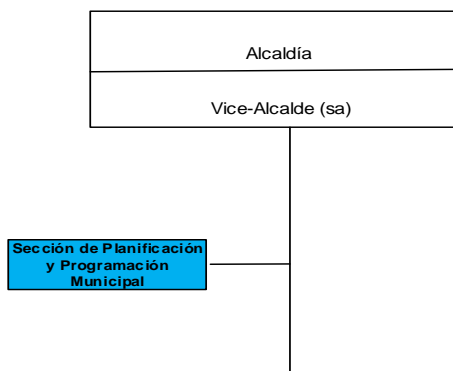 Alcaldía
Vice-Alcalde (sa)
Sección de Planificación
y Programación
Municipal